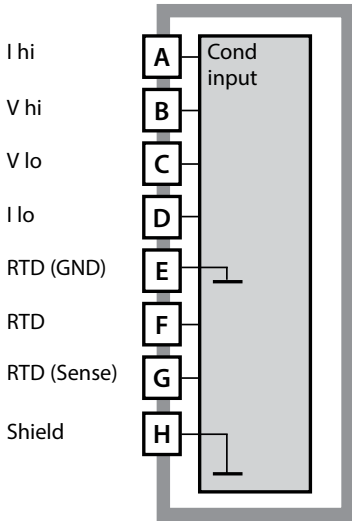 I hi A Cond
input
V hi B
V lo C
I lo D
RTD (GND) E
RTD F
RTD (Sense) G
Shield H